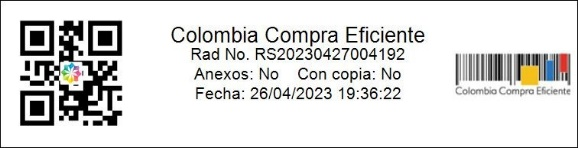 Colombia Compra Eficiente
Rad No. RS20230427004192
Anexos: No Con copia: No
Fecha: 26/04/2023 19:36:22
Colombia Compra Eficiente